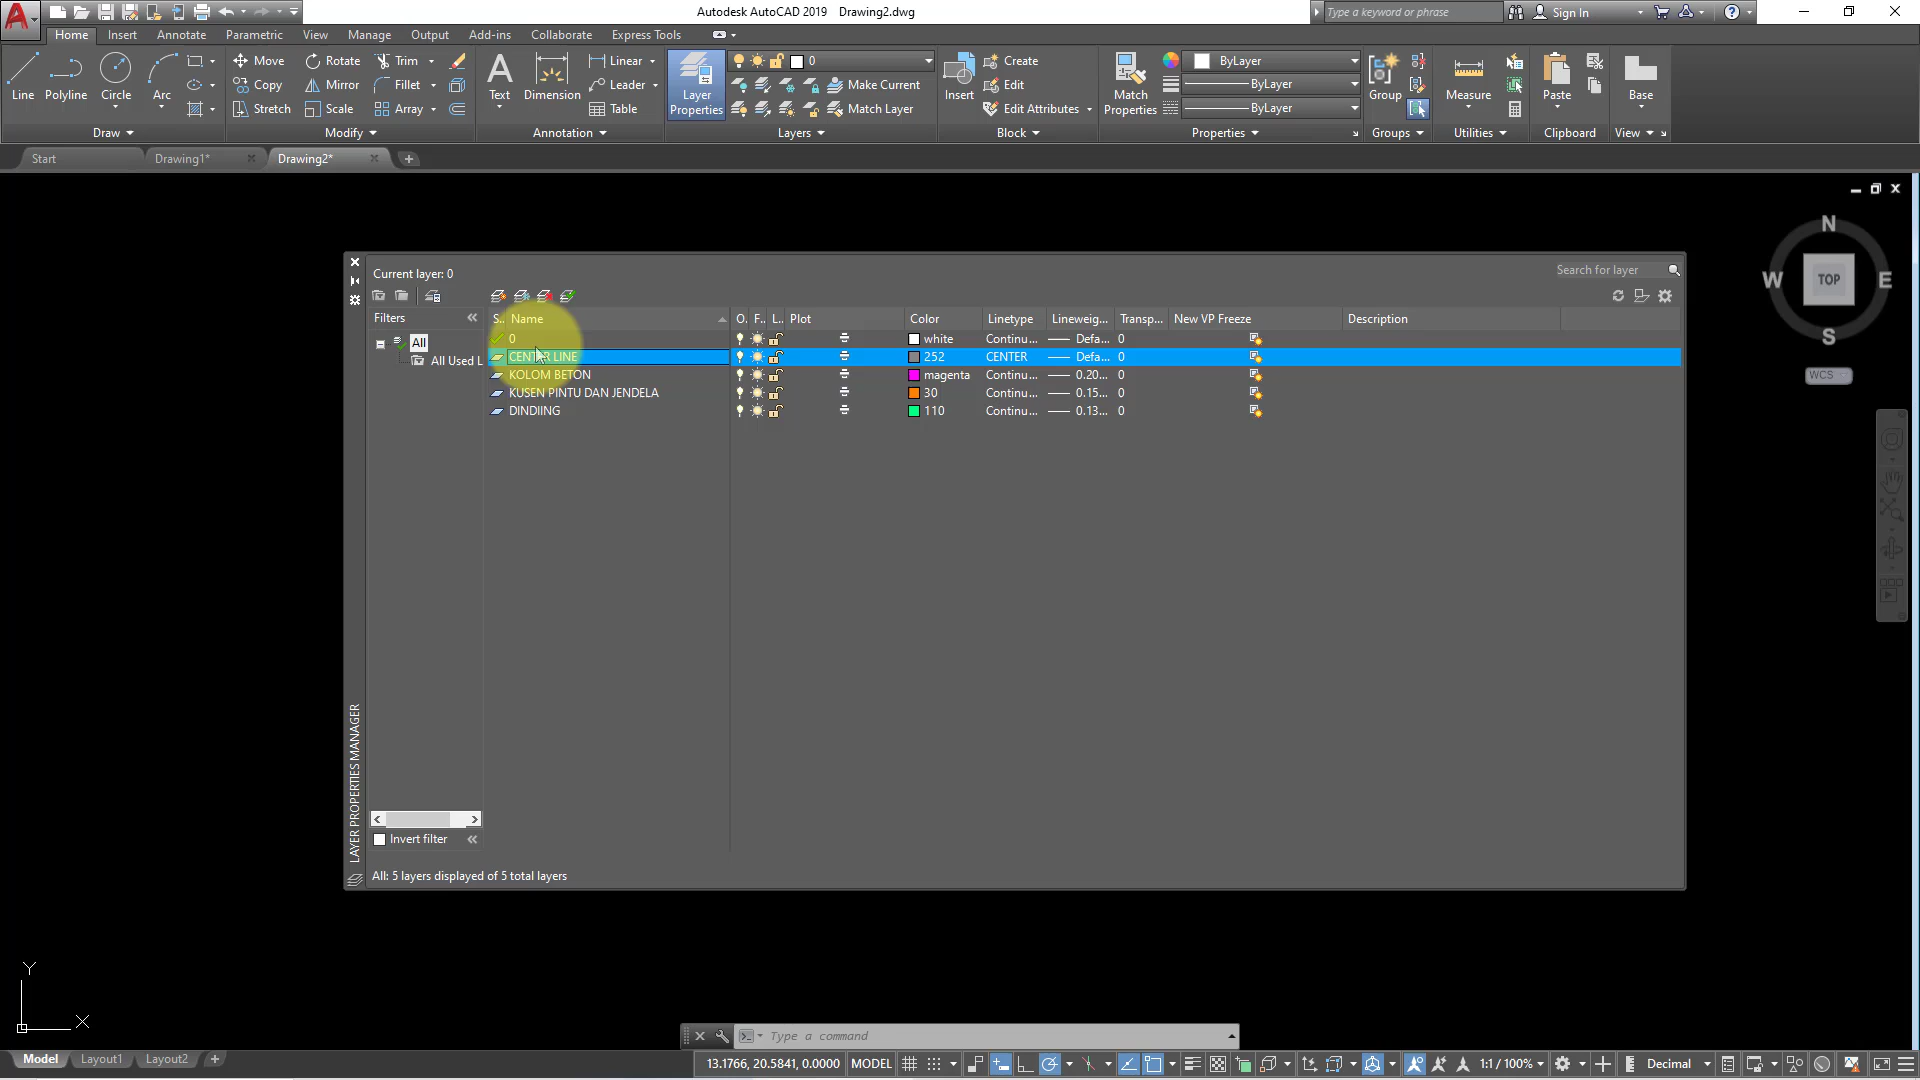 Autodesk AutoCAD 2019 Drawing2.dwg
Type a keyword or phrase
Sign In
Home Insert Annotate Parametric View Manage Output Add-ins Collaborate Express Tools
Line Polyline Circle Arc
Move Rotate Trim
Copy Mirror Fillet
Stretch Scale Array
Text Dimension
Linear
Leader
Table
Layer Properties
0
Make Current
Match Layer
Insert
Create
Edit
Edit Attributes
Match Properties
ByLayer
ByLayer
ByLayer
Group
Measure
Paste
Base
Draw Modify Annotation Layers Block Properties Groups Utilities Clipboard View
Start Drawing1* Drawing2*
N
W TOP E
S
WCS
Current layer: 0
Search for layer
Filters
S.. Name O. F.. L.. Plot Color Linetype Lineweig... Transp... New VP Freeze Description
All
All Used L
0 white Continu... Defa... 0
CENTER LINE 252 CENTER Defa... 0
KOLOM BETON magenta Continu... 0.20... 0
KUSEN PINTU DAN JENDELA 30 Continu... 0.15... 0
DINDIING 110 Continu... 0.13... 0
LAYER PROPERTIES MANAGER
Invert filter
All: 5 layers displayed of 5 total layers
Y
X
Type a command
Model Layout1 Layout2
13.1766, 20.5841, 0.0000 MODEL 1:1 / 100% Decimal